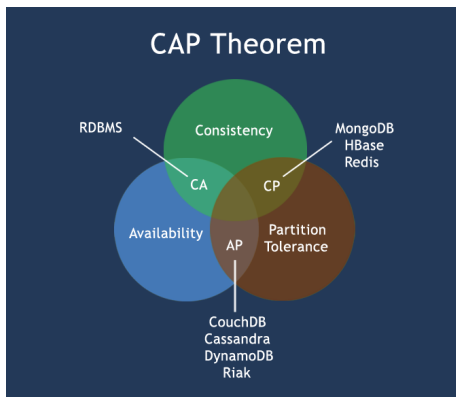 CAP Theorem
RDBMS
Consistency
MongoDB
HBase
Redis
CA
CP
Availability
Partition
Tolerance
AP
CouchDB
Cassandra
DynamoDB
Riak